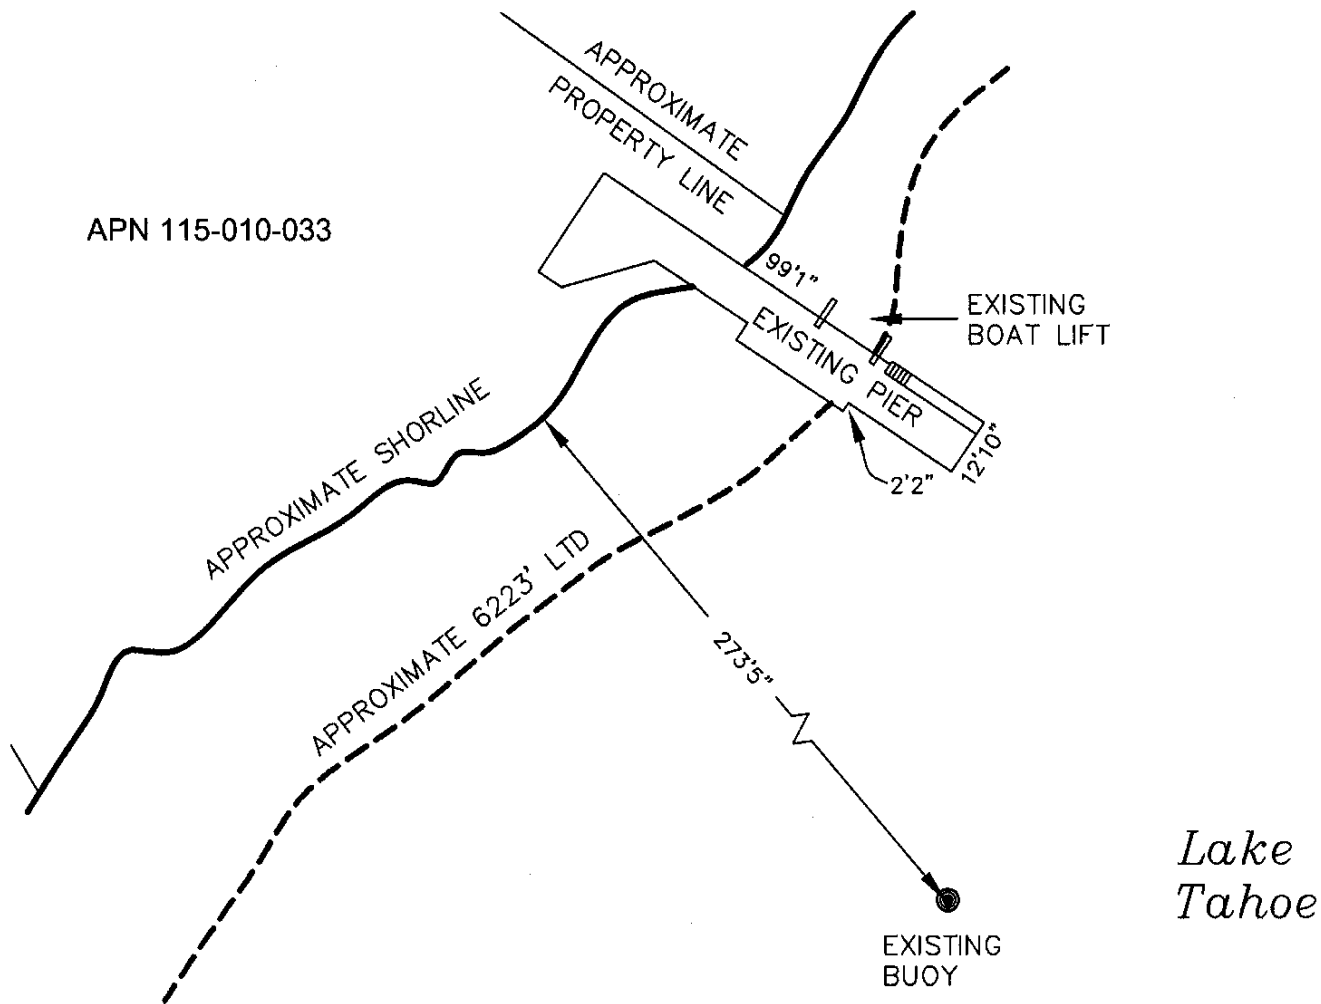 APPROXIMATE
PROPERTY LINE
APN 115-010-033
99'1"
EXISTING
BOAT LIFT
EXISTING PIER
12'10"
2'2"
APPROXIMATE SHORLINE
APPROXIMATE 6223' LTD
273'5"
Lake
Tahoe
EXISTING
BUOY